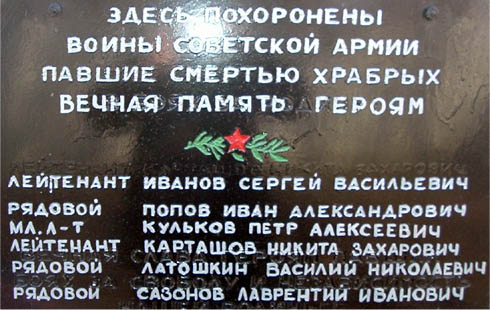 ЗДЕСЬ ПОХОРОНЕНЫ
ВОИНЫ СОВЕТСКОЙ АРМИИ
ПАВШИЕ СМЕРТЬЮ ХРАБРЫХ
ВЕЧНАЯ ПАМЯТЬ ГЕРОЯМ
ЛЕЙТЕНАНТ ИВАНОВ СЕРГЕЙ ВАСИЛЬЕВИЧ
РЯДОВОЙ ПОПОВ ИВАН АЛЕКСАНДРОВИЧ
МЛ. Л-Т КУЛЬКОВ ПЕТР АЛЕКСЕЕВИЧ
ЛЕЙТЕНАНТ КАРТАШОВ НИКИТА ЗАХАРОВИЧ
РЯДОВОЙ ЛАТОШКИН ВАСИЛИЙ НИКОЛАЕВИЧ
РЯДОВОЙ САЗОНОВ ЛАВРЕНТИЙ ИВАНОВИЧ